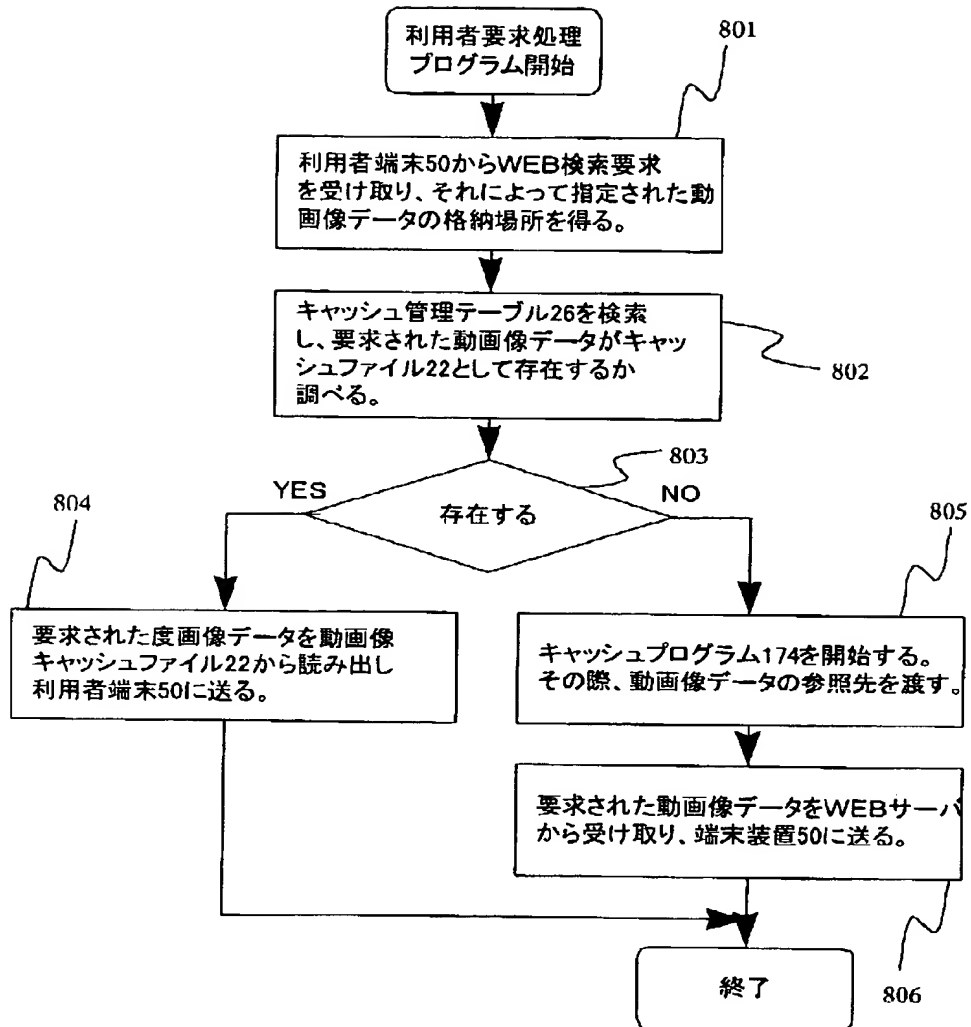 利用者要求処理
プログラム開始
801
利用者端末50からWEB検索要求
を受け取り、それによって指定された動
画像データの格納場所を得る。
キャッシュ管理テーブル26を検索
し、要求された動画像データがキャッ
シュファイル22として存在するか
調べる。
802
803
YES
NO
存在する
804
805
要求された度画像データを動画像
キャッシュファイル22から読み出し
利用者端末50に送る。
キャッシュプログラム174を開始する。
その際、動画像データの参照先を渡す。
要求された動画像データをWEBサーバ
から受け取り、端末装置50に送る。
終了
806